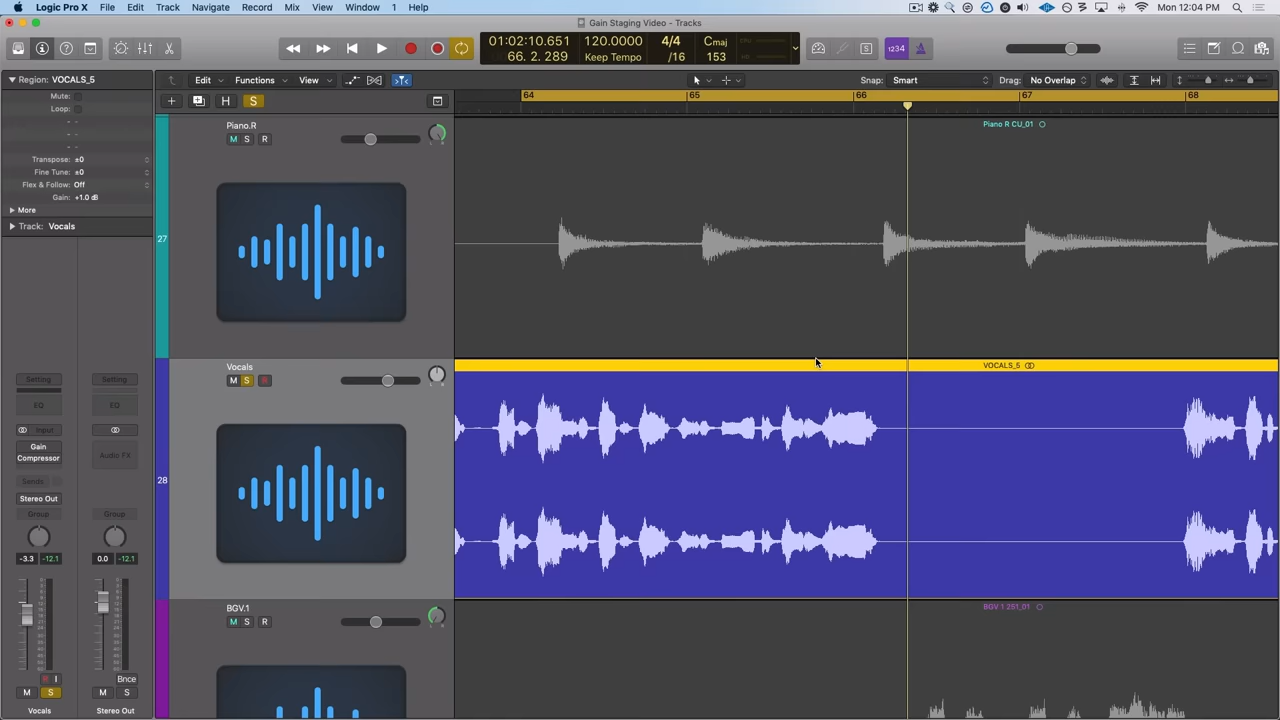 Logic Pro X File Edit Track Navigate Record Mix View Window 1 Help Mon 12:04 PM
Gain Staging Video - Tracks
01:02:10.651 120.0000 4/4 Cmaj
66. 2. 289 Keep Tempo /16 153
1234
Region: VOCALS_5
Mute:
Loop:
Transpose: ±0
Fine Tune: ±0
Flex & Follow: Off
Gain: +1.0 dB
More
Track: Vocals
Edit Functions View Snap: Smart Drag: No Overlap
H S
64 65 66 67 68
Piano.R
M S R
27
Piano R CU_01
Vocals
M S R
28
VOCALS_5
BGV.1
M S R
BGV 1 251_01
Setting Setting
EQ EQ
Input
Gain
Compressor
Audio FX
Sends
Stereo Out
Group Group
-3.3 -12.1 0.0 -12.1
R I Bnce
M S M S
Vocals Stereo Out